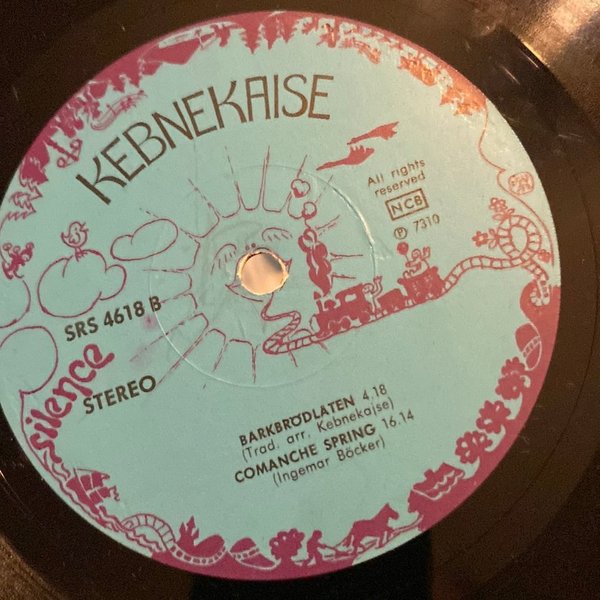 KEBNEKAISE
All rights
reserved
NCB
℗ 7310
SRS 4618 B
silence
STEREO
BARKBRÖDLATEN 4.18
(Trad. arr. Kebnekajse)
COMANCHE SPRING 16.14
(Ingemar Böcker)